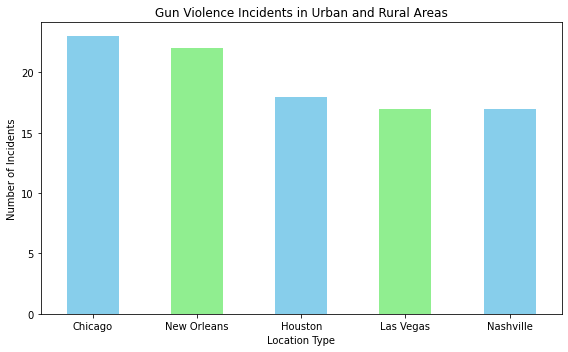 Gun Violence Incidents in Urban and Rural Areas
Number of Incidents
20
15
10
5
0
Chicago
New Orleans
Houston
Las Vegas
Nashville
Location Type